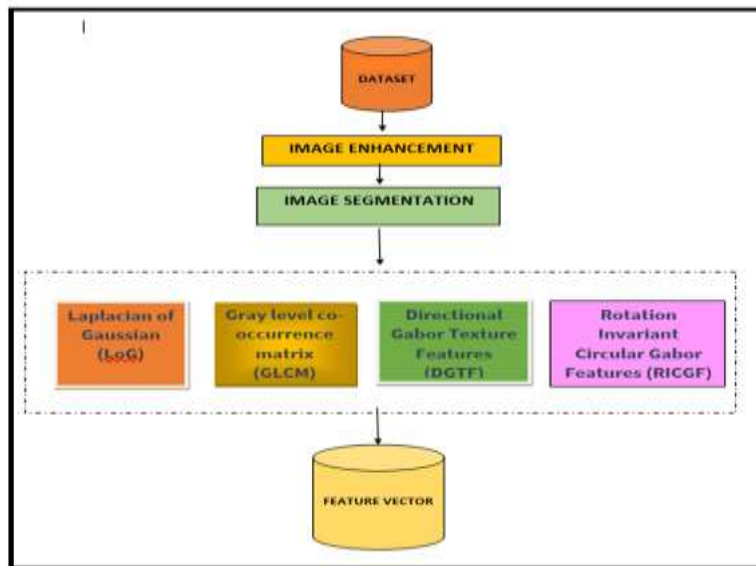 DATASET
IMAGE ENHANCEMENT
IMAGE SEGMENTATION
Laplacian of
Gaussian
(LoG)
Gray level co-
occurrence
matrix
(GLCM)
Directional
Gabor Texture
Features
(DGTF)
Rotation
Invariant
Circular Gabor
Features (RICGF)
FEATURE VECTOR